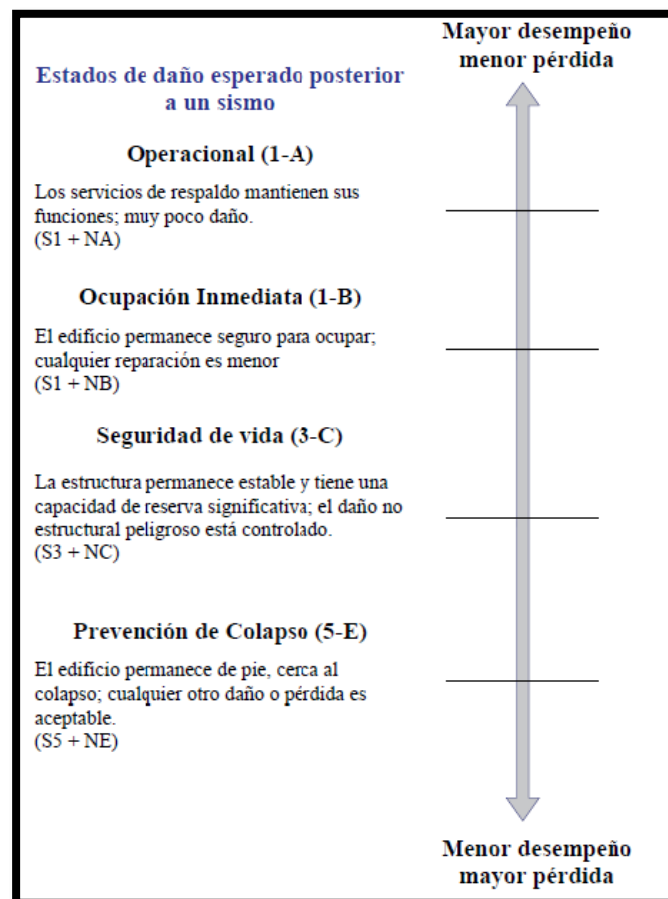 Mayor desempeño
menor pérdida
Estados de daño esperado posterior
a un sismo
Operacional (1-A)
Los servicios de respaldo mantienen sus
funciones; muy poco daño.
(S1 + NA)
Ocupación Inmediata (1-B)
El edificio permanece seguro para ocupar;
cualquier reparación es menor
(S1 + NB)
Seguridad de vida (3-C)
La estructura permanece estable y tiene una
capacidad de reserva significativa; el daño no
estructural peligroso está controlado.
(S3 + NC)
Prevención de Colapso (5-E)
El edificio permanece de pie, cerca al
colapso; cualquier otro daño o pérdida es
aceptable.
(S5 + NE)
Menor desempeño
mayor pérdida